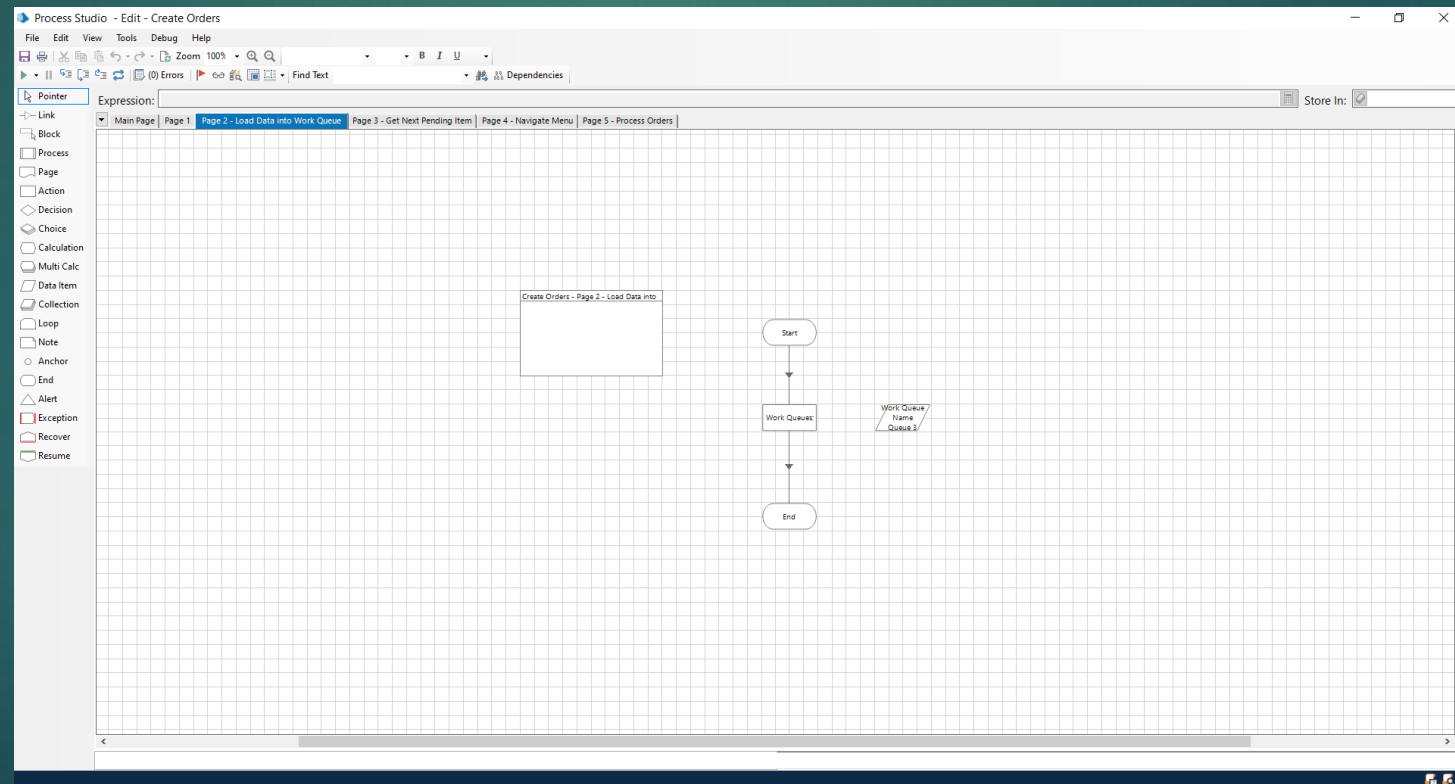 Process Studio - Edit - Create Orders
File Edit View Tools Debug Help
Zoom 100% B I U
(0) Errors Find Text Dependencies
Pointer
Expression: Store In:
Link
Main Page Page 1 Page 2 - Load Data into Work Queue Page 3 - Get Next Pending Item Page 4 - Navigate Menu Page 5 - Process Orders
Block
Process
Page
Action
Decision
Choice
Calculation
Multi Calc
Data Item
Collection
Loop
Note
Anchor
End
Alert
Exception
Recover
Resume
Create Orders - Page 2 - Load Data into
Start
Work Queues:
Work Queue
Name
Queue 3
End